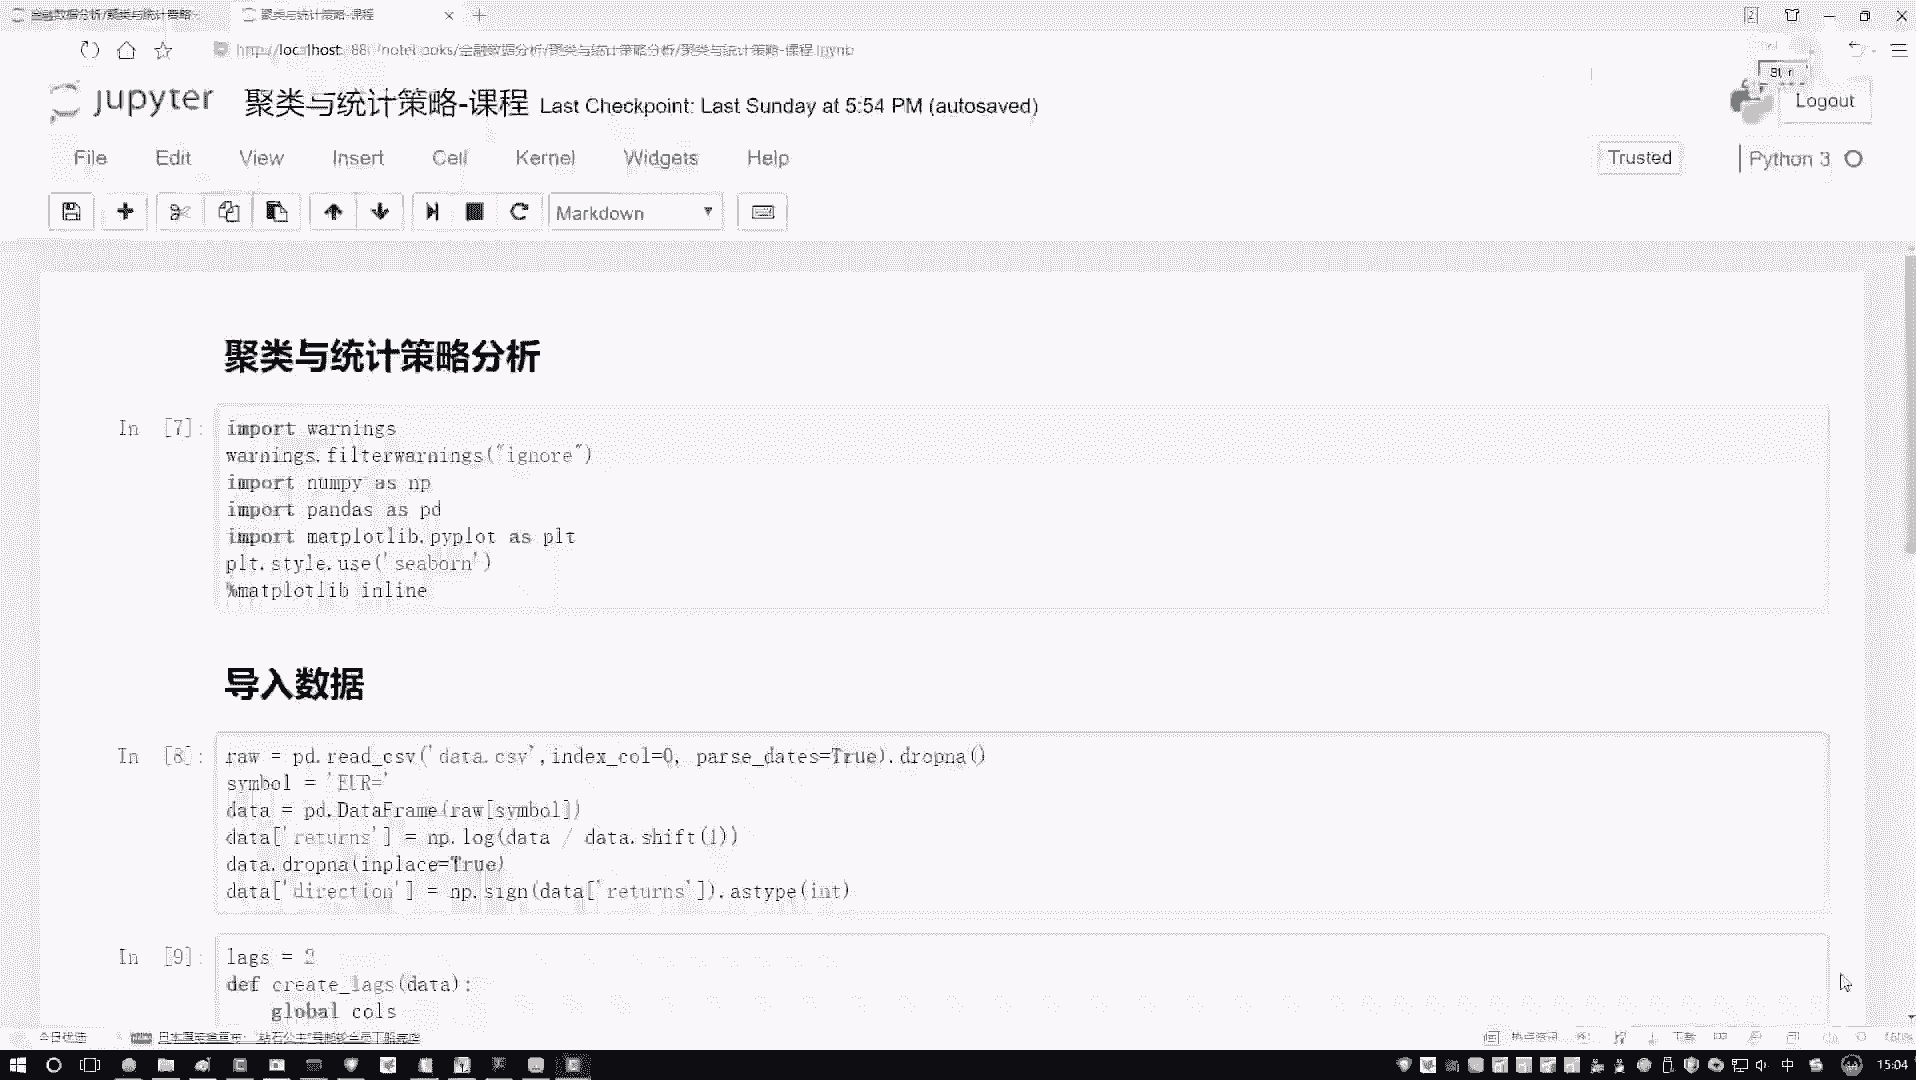 聚类与统计策略-课程
http://localhost:88 /notebooks/金融数据分析/聚类与统计策略分析/聚类与统计策略-课程.ipynb
jupyter 聚类与统计策略-课程 Last Checkpoint: Last Sunday at 5:54 PM (autosaved)
Logout
File Edit View Insert Cell Kernel Widgets Help
Trusted
Python 3
Markdown
聚类与统计策略分析
In [7]:
import warnings
warnings.filterwarnings("ignore")
import numpy as np
import pandas as pd
import matplotlib.pyplot as plt
plt.style.use('seaborn')
%matplotlib inline
导入数据
In [8]:
raw = pd.read_csv('data.csv',index_col=0, parse_dates=True).dropna()
symbol = 'EUR='
data = pd.DataFrame(raw[symbol])
data['returns'] = np.log(data / data.shift(1))
data.dropna(inplace=True)
data['direction'] = np.sign(data['returns']).astype(int)
In [9]:
lags = 2
def create_lags(data):
global cols
今日优选
中
15:04